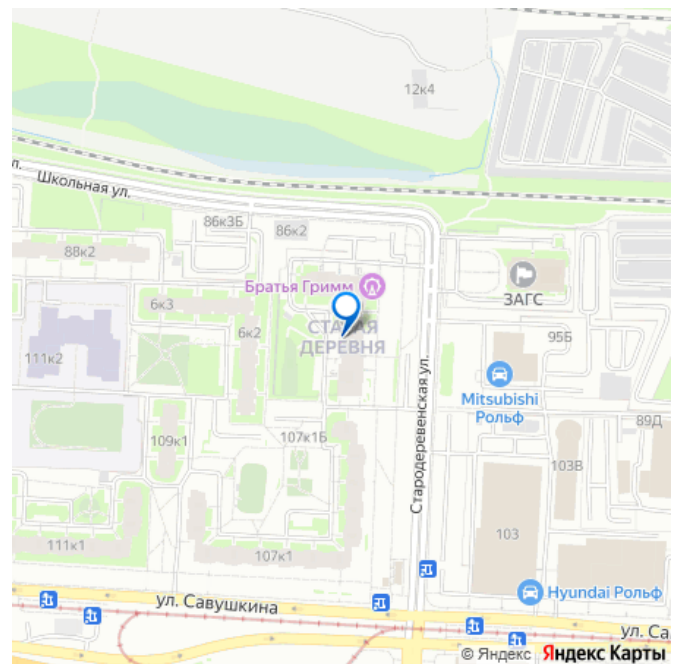 12к4
л.
Школьная ул.
86к3Б
86к2
88к2
Братья Гримм
ЗАГС
6к3
6к2
СТАРАЯ
ДЕРЕВНЯ
95Б
111к2
Mitsubishi
Рольф
Стародеревенская ул.
89Д
109к1
107к1Б
103В
103
111к1
107к1
Hyundai Рольф
ул. Савушкина
ул. Са
© Яндекс Яндекс Карты